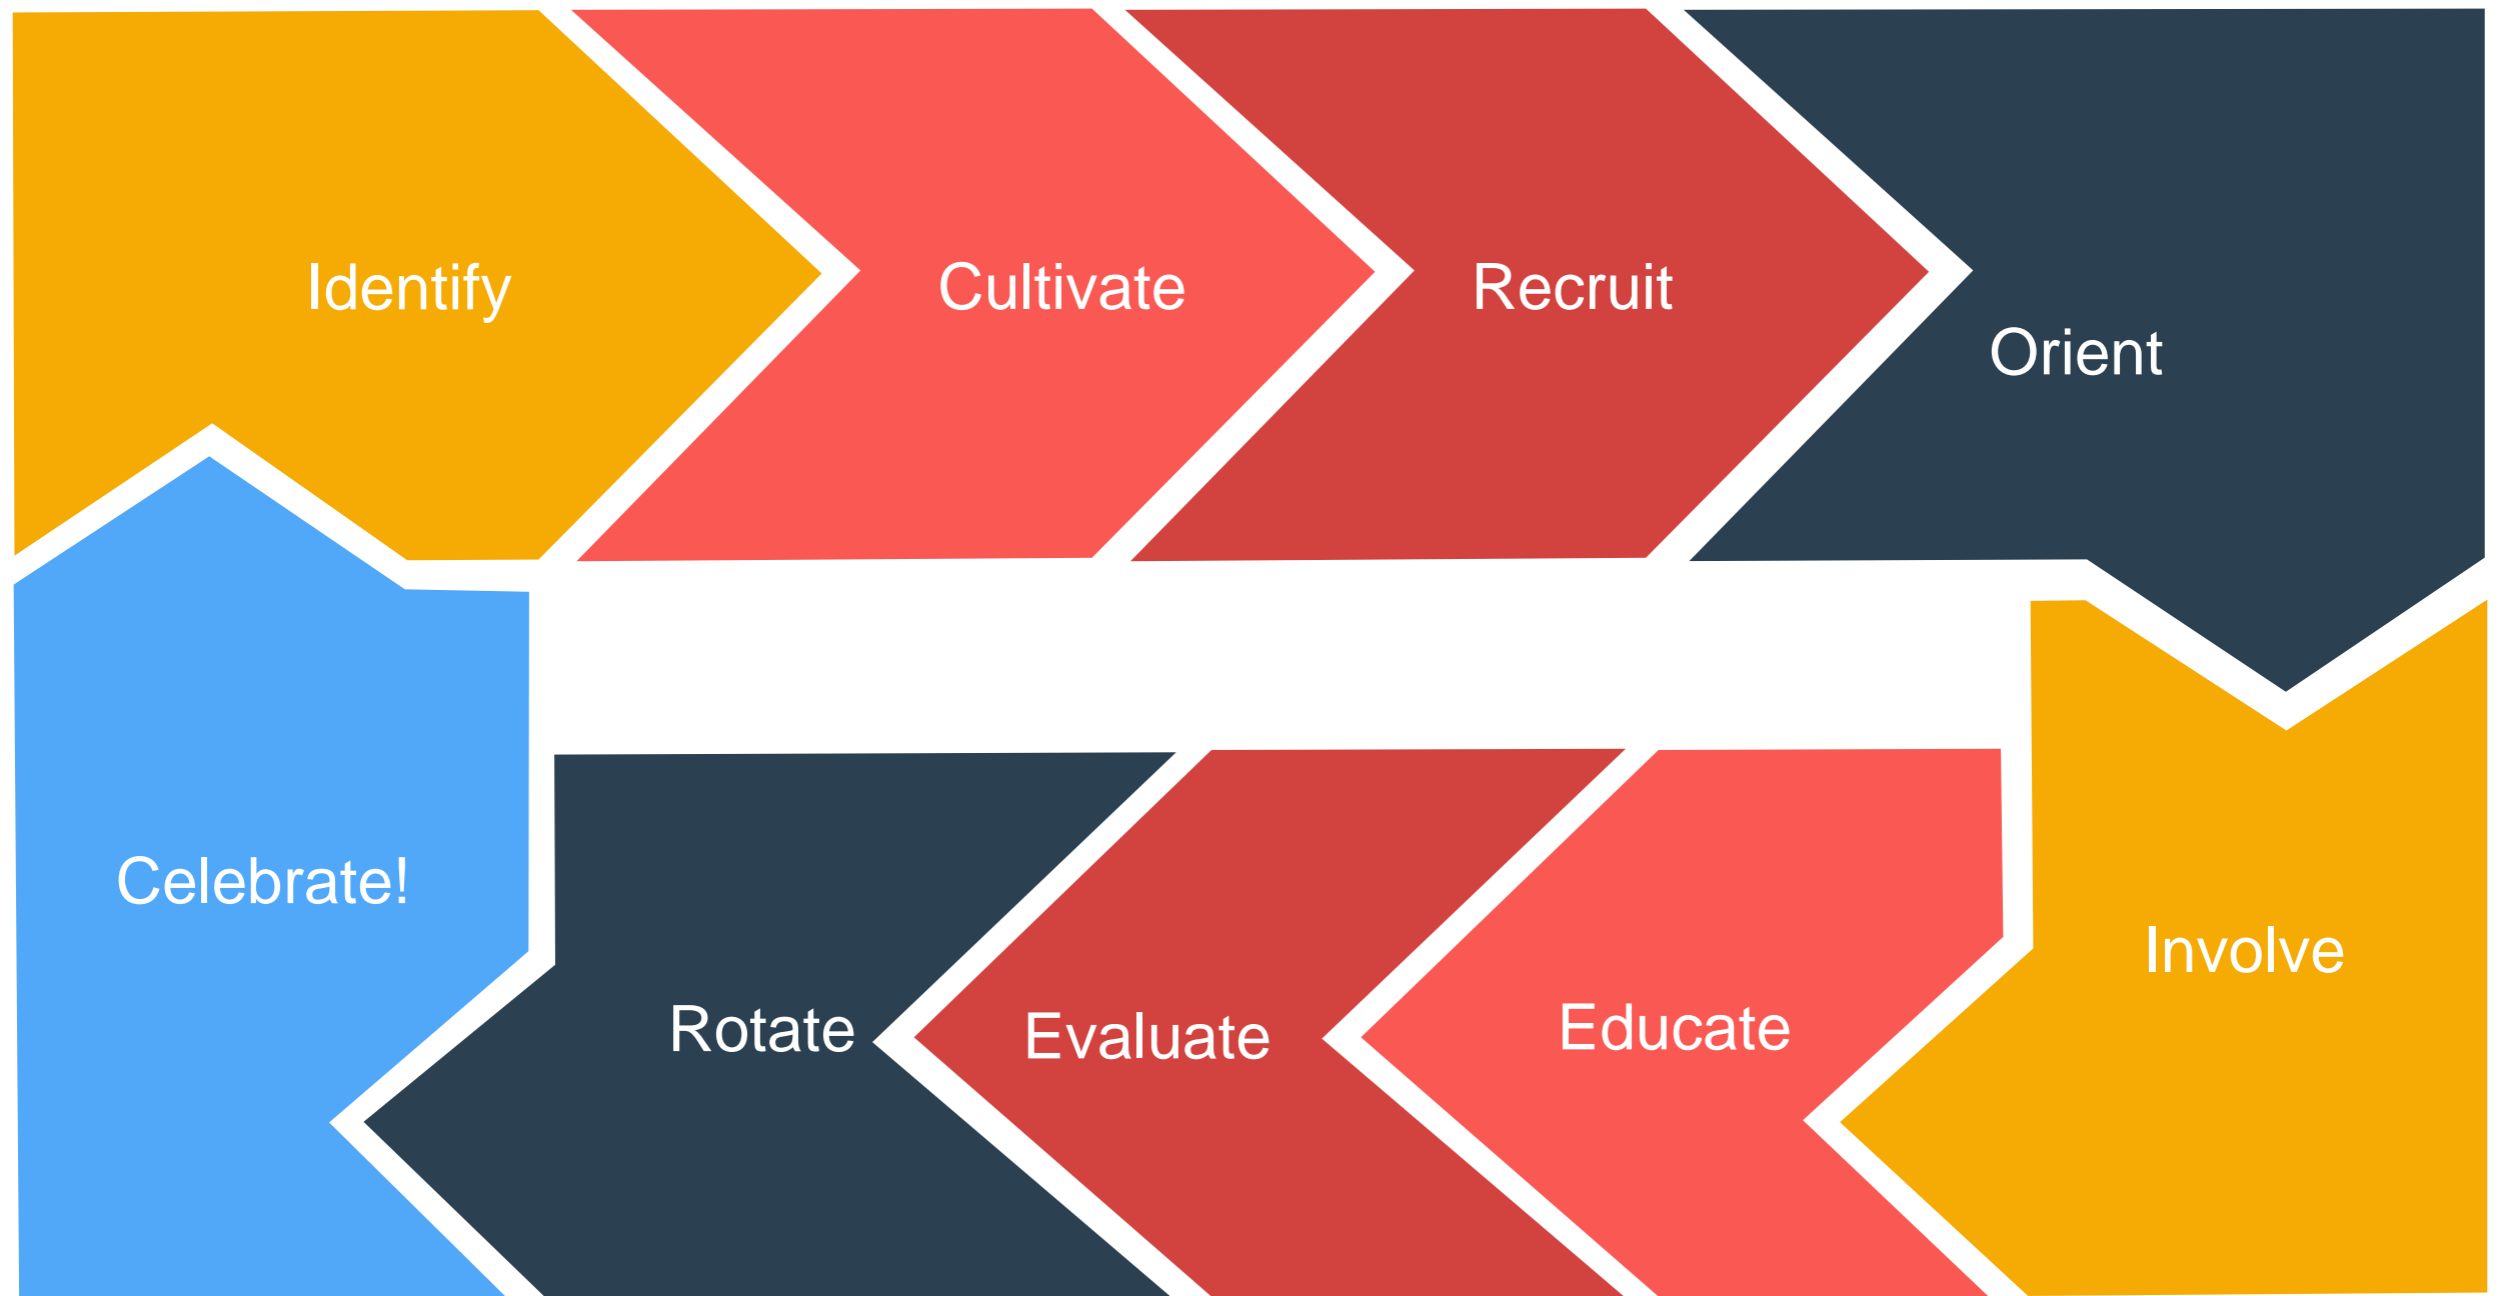 Identify
Cultivate
Recruit
Orient
Involve
Educate
Evaluate
Rotate
Celebrate!